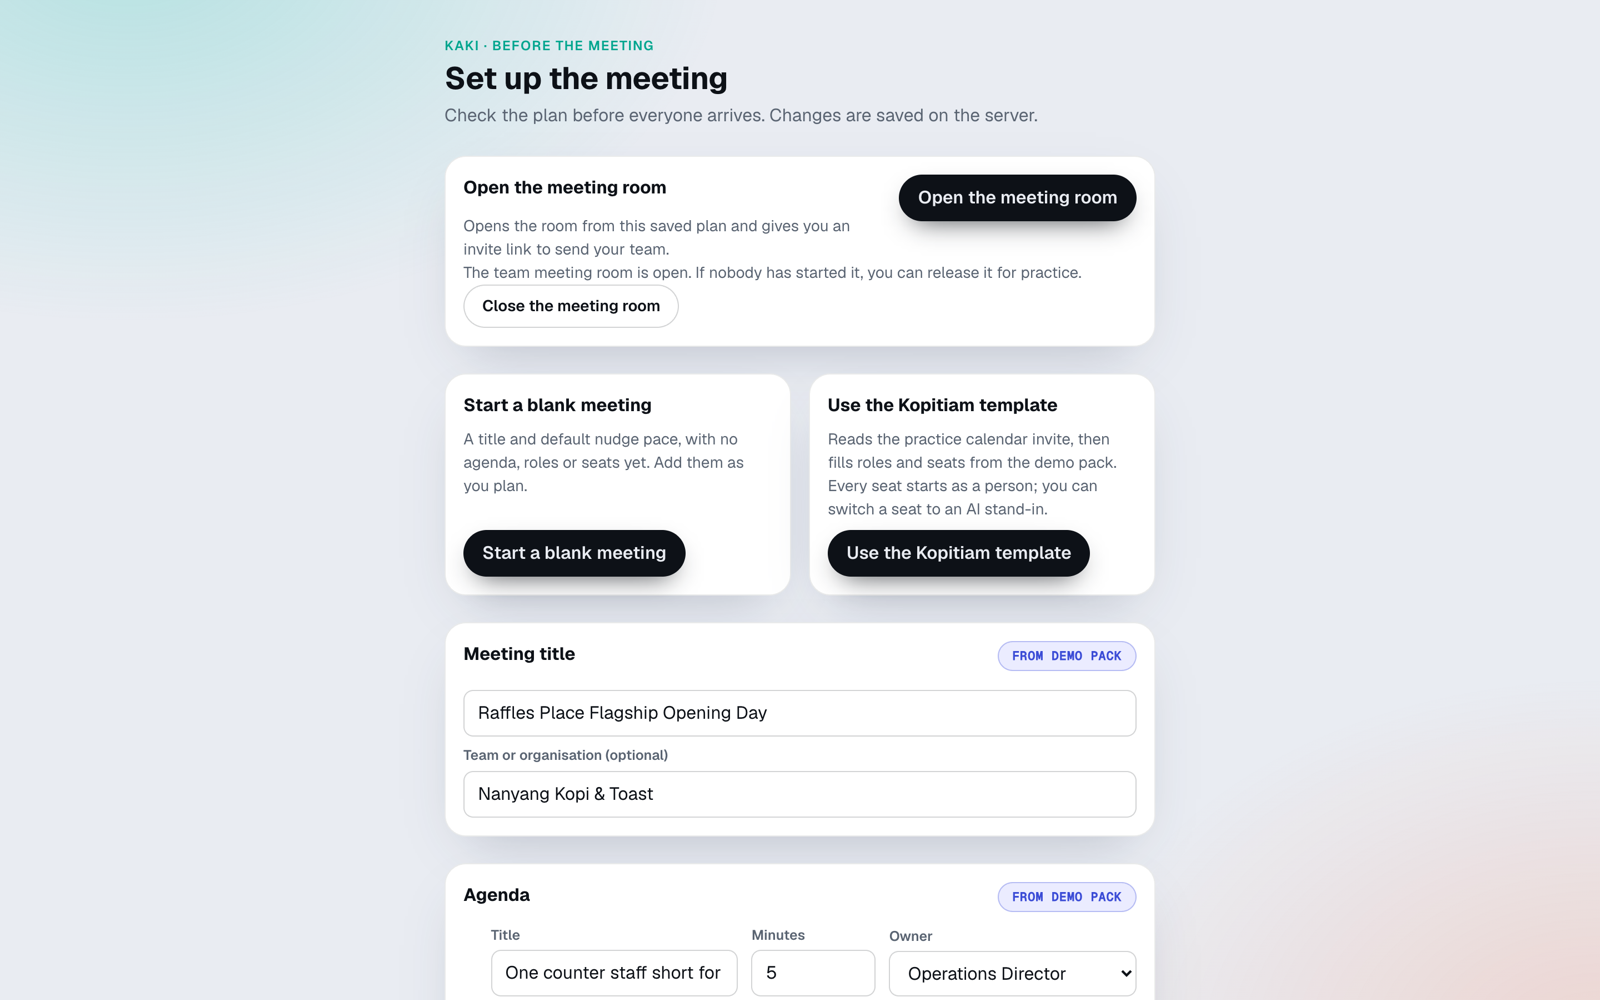 KAKI · BEFORE THE MEETING
Set up the meeting
Check the plan before everyone arrives. Changes are saved on the server.
Open the meeting room
Open the meeting room
Opens the room from this saved plan and gives you an
invite link to send your team.
The team meeting room is open. If nobody has started it, you can release it for practice.
Close the meeting room
Start a blank meeting
A title and default nudge pace, with no
agenda, roles or seats yet. Add them as
you plan.
Start a blank meeting
Use the Kopitiam template
Reads the practice calendar invite, then
fills roles and seats from the demo pack.
Every seat starts as a person; you can
switch a seat to an AI stand-in.
Use the Kopitiam template
Meeting title
FROM DEMO PACK
Raffles Place Flagship Opening Day
Team or organisation (optional)
Nanyang Kopi & Toast
Agenda
FROM DEMO PACK
Title
Minutes
Owner
One counter staff short for
5
Operations Director